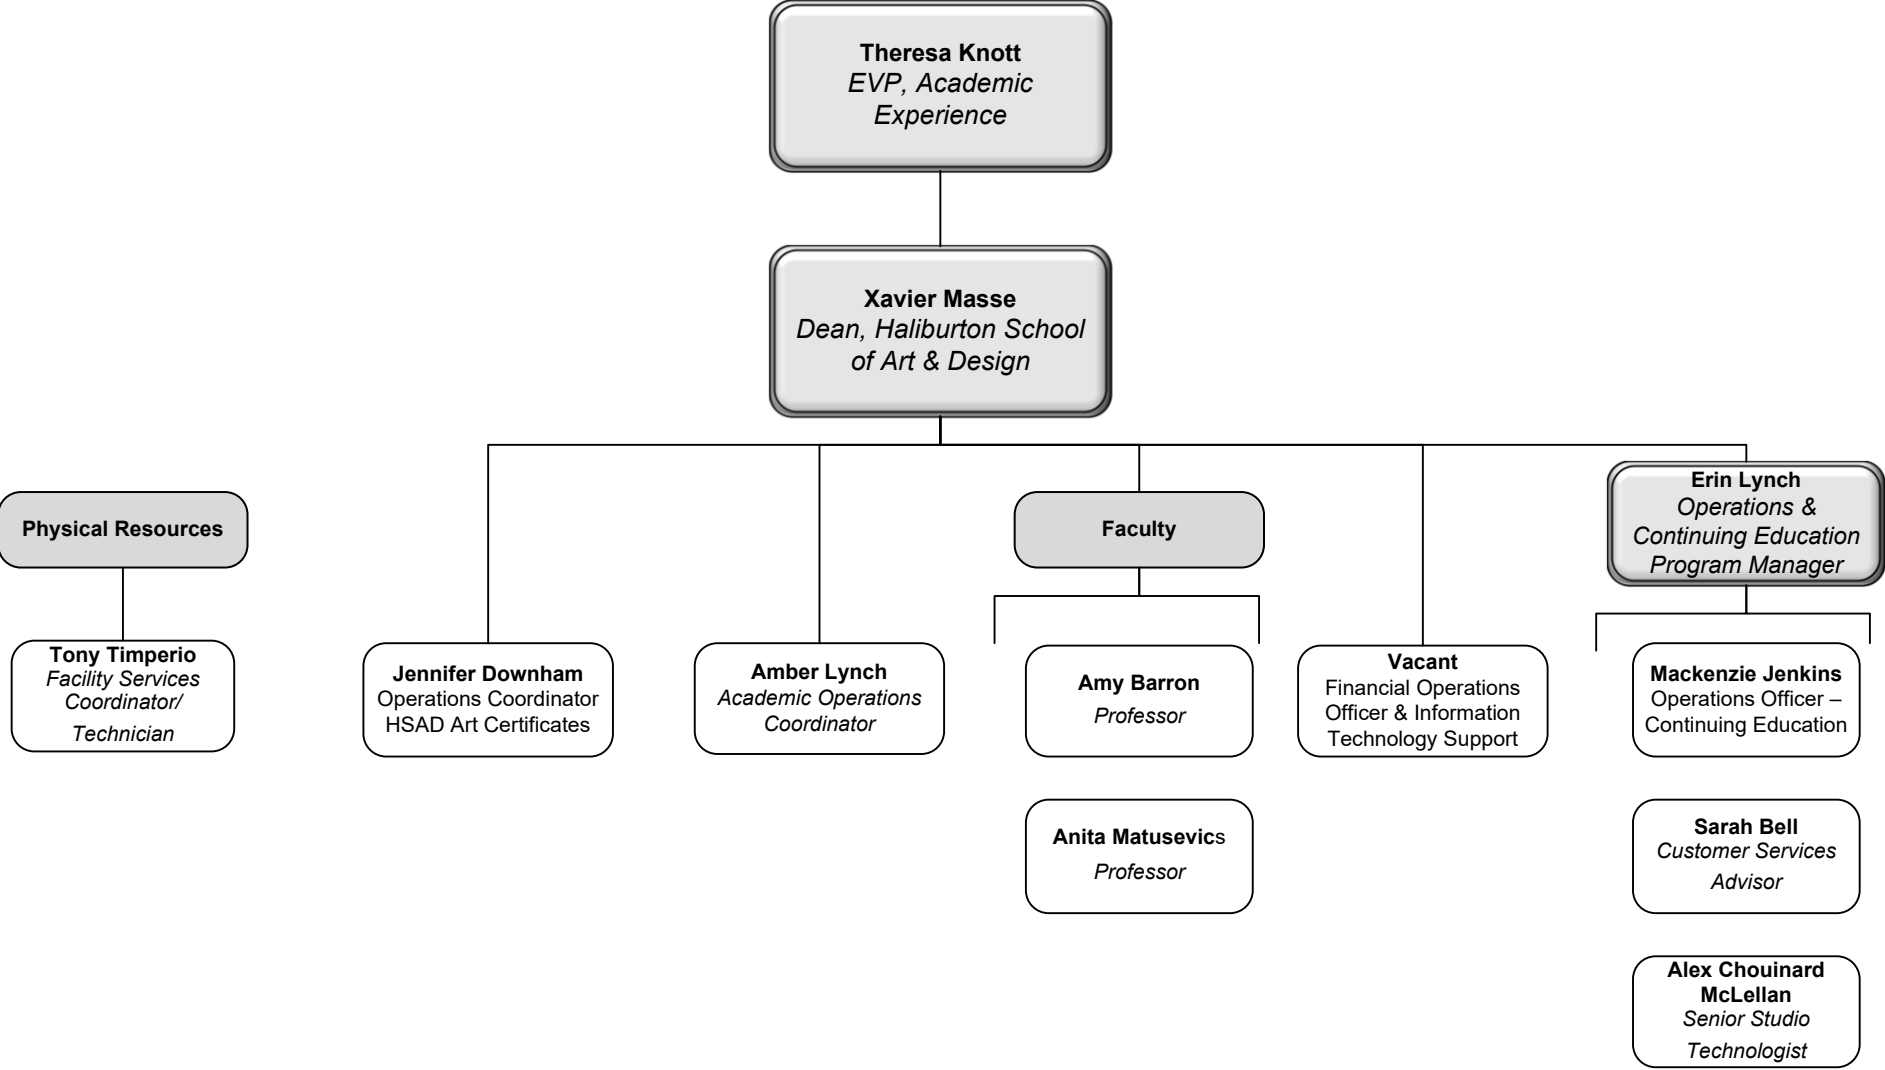 Theresa Knott
EVP, Academic
Experience
Xavier Masse
Dean, Haliburton School
of Art & Design
Physical Resources
Tony Timperio
Facility Services
Coordinator/
Technician
Jennifer Downham
Operations Coordinator
HSAD Art Certificates
Amber Lynch
Academic Operations
Coordinator
Faculty
Amy Barron
Professor
Anita Matusevics
Professor
Vacant
Financial Operations
Officer & Information
Technology Support
Erin Lynch
Operations &
Continuing Education
Program Manager
Mackenzie Jenkins
Operations Officer –
Continuing Education
Sarah Bell
Customer Services
Advisor
Alex Chouinard
McLellan
Senior Studio
Technologist